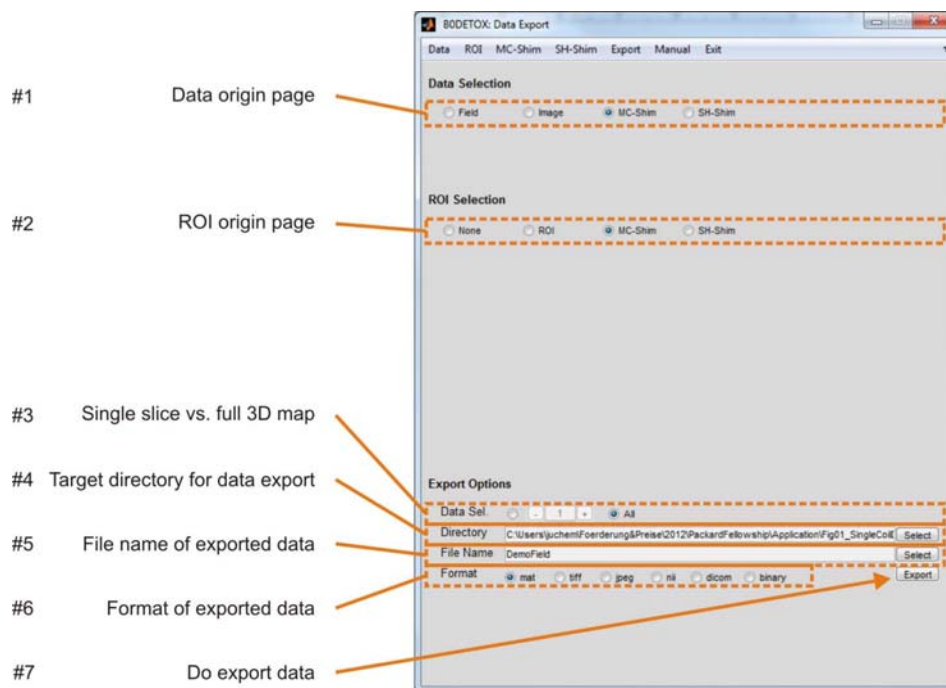 B0DETOX: Data Export
Data ROI MC-Shim SH-Shim Export Manual Exit
Data Selection
#1 Data origin page
Field Image MC-Shim SH-Shim
ROI Selection
#2 ROI origin page
None ROI MC-Shim SH-Shim
#3 Single slice vs. full 3D map
#4 Target directory for data export
Export Options
Data Sel. - 1 + All
Directory C:\Users\juchem\Foerderung&Preise\2012\PackardFellowship\Application\Fig01_SingleCoil Select
#5 File name of exported data
File Name DemoField Select
Format mat tiff jpeg nii dicom binary Export
#6 Format of exported data
#7 Do export data